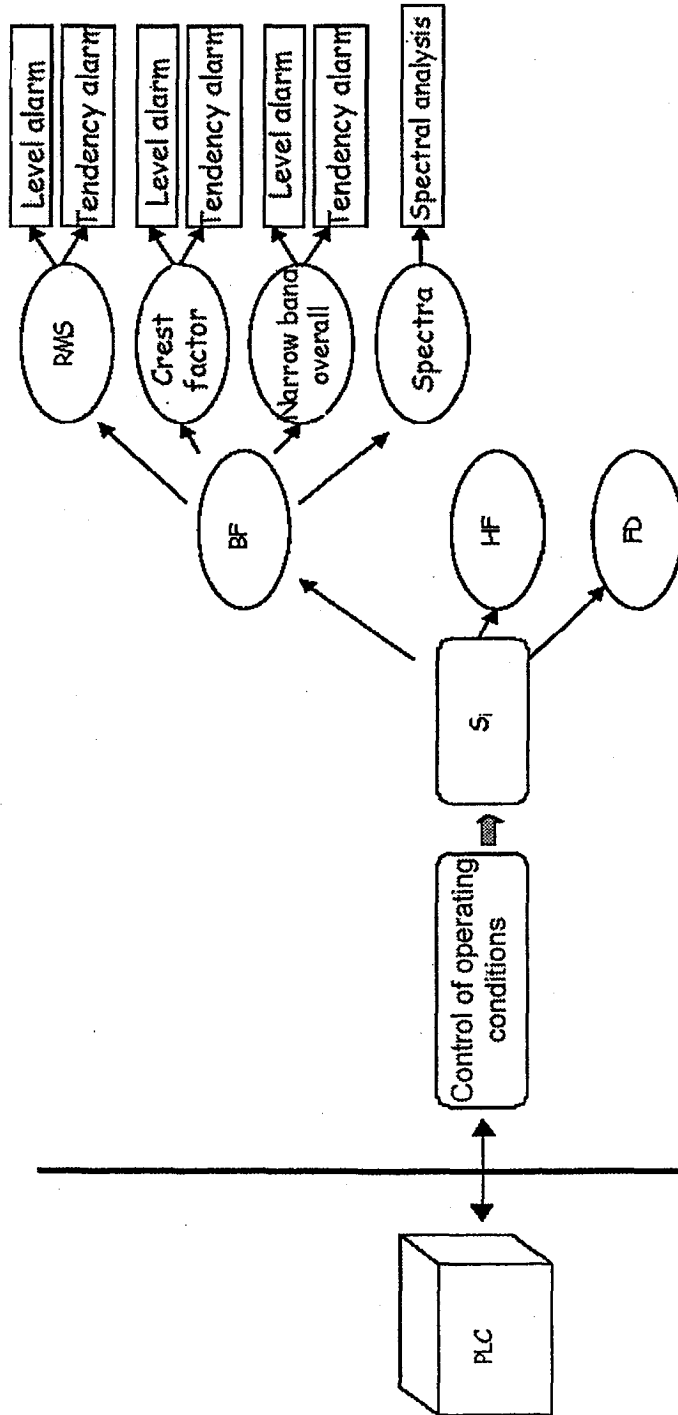 PLC
Control of operating
conditions
Si
BF
HF
FD
RMS
Crest
factor
Narrow band
overall
Spectra
Level alarm
Tendency alarm
Level alarm
Tendency alarm
Level alarm
Tendency alarm
Spectral analysis